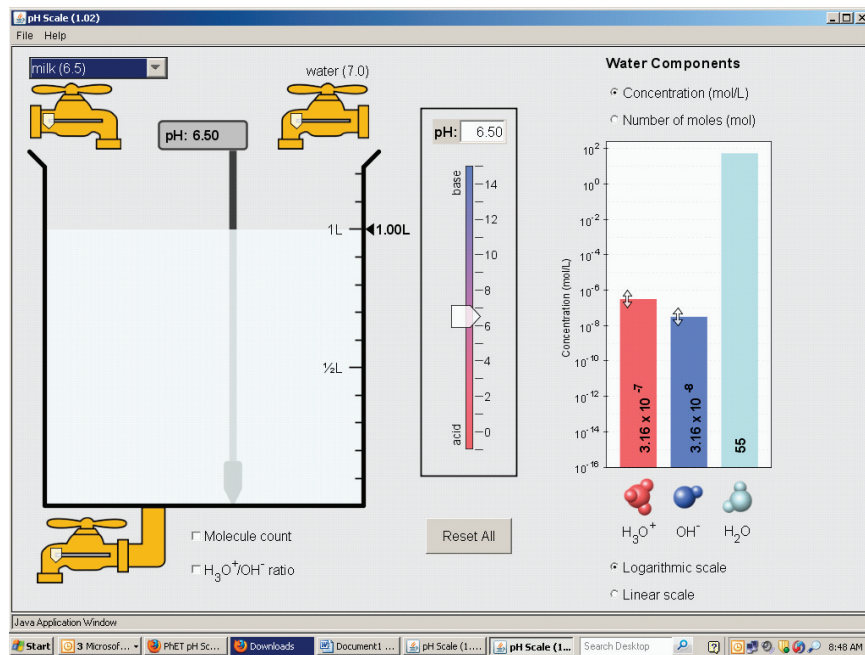 pH Scale (1.02)
File Help
milk (6.5)
water (7.0)
pH: 6.50
1L
1.00L
½L
pH: 6.50
base
14
12
10
8
6
4
2
0
acid
Water Components
Concentration (mol/L)
Number of moles (mol)
Concentration (mol/L)
10²
10⁰
10⁻²
10⁻⁴
10⁻⁶
10⁻⁸
10⁻¹⁰
10⁻¹²
10⁻¹⁴
10⁻¹⁶
3.16 x 10⁻⁷
3.16 x 10⁻⁸
55
H₃O⁺ OH⁻ H₂O
Logarithmic scale
Linear scale
Molecule count
H₃O⁺/OH⁻ ratio
Reset All
Java Application Window
Start 3 Microsof... PhET pH Sc... Downloads Document1 ... pH Scale (1.... pH Scale (1... Search Desktop 8:48 AM